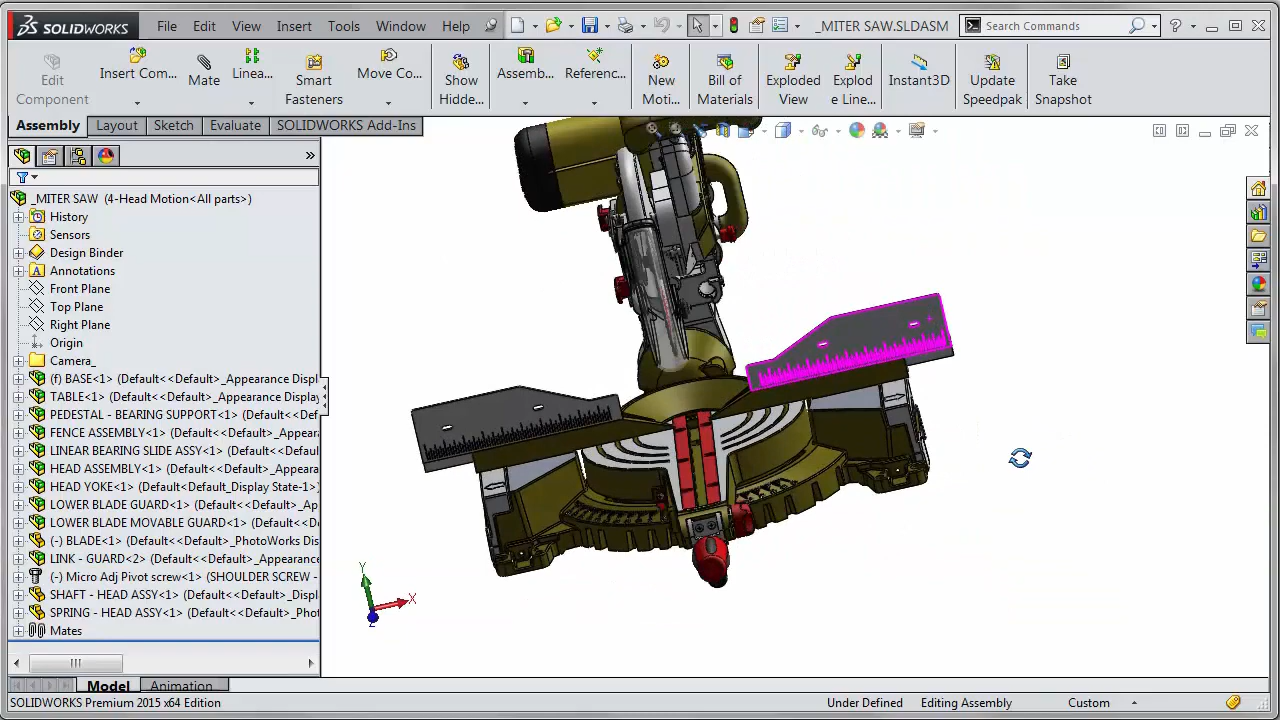 SOLIDWORKS File Edit View Insert Tools Window Help _MITER SAW.SLDASM Search Commands
Edit Component
Insert Com...
Mate
Linea...
Smart Fasteners
Move Co...
Show Hidde...
Assemb...
Referenc...
New Moti...
Bill of Materials
Exploded View
Explod e Line...
Instant3D
Update Speedpak
Take Snapshot
Assembly Layout Sketch Evaluate SOLIDWORKS Add-Ins
_MITER SAW (4-Head Motion<All parts>)
History
Sensors
Design Binder
Annotations
Front Plane
Top Plane
Right Plane
Origin
Camera_
(f) BASE<1> (Default<<Default>_Appearance Displ
TABLE<1> (Default<<Default>_Appearance Display
PEDESTAL - BEARING SUPPORT<1> (Default<<Def
FENCE ASSEMBLY<1> (Default<<Default>_Appeara
LINEAR BEARING SLIDE ASSY<1> (Default<<Defaul
HEAD ASSEMBLY<1> (Default<<Default>_Appearan
HEAD YOKE<1> (Default<Default_Display State-1>)
LOWER BLADE GUARD<1> (Default<<Default>_Ap
LOWER BLADE MOVABLE GUARD<1> (Default<<D
(-) BLADE<1> (Default<<Default>_PhotoWorks Dis
LINK - GUARD<2> (Default<<Default>_Appearance
(-) Micro Adj Pivot screw<1> (SHOULDER SCREW -
SHAFT - HEAD ASSY<1> (Default<<Default>_Displ
SPRING - HEAD ASSY<1> (Default<<Default>_Phot
Mates
Y
X
Z
Model Animation
SOLIDWORKS Premium 2015 x64 Edition Under Defined Editing Assembly Custom